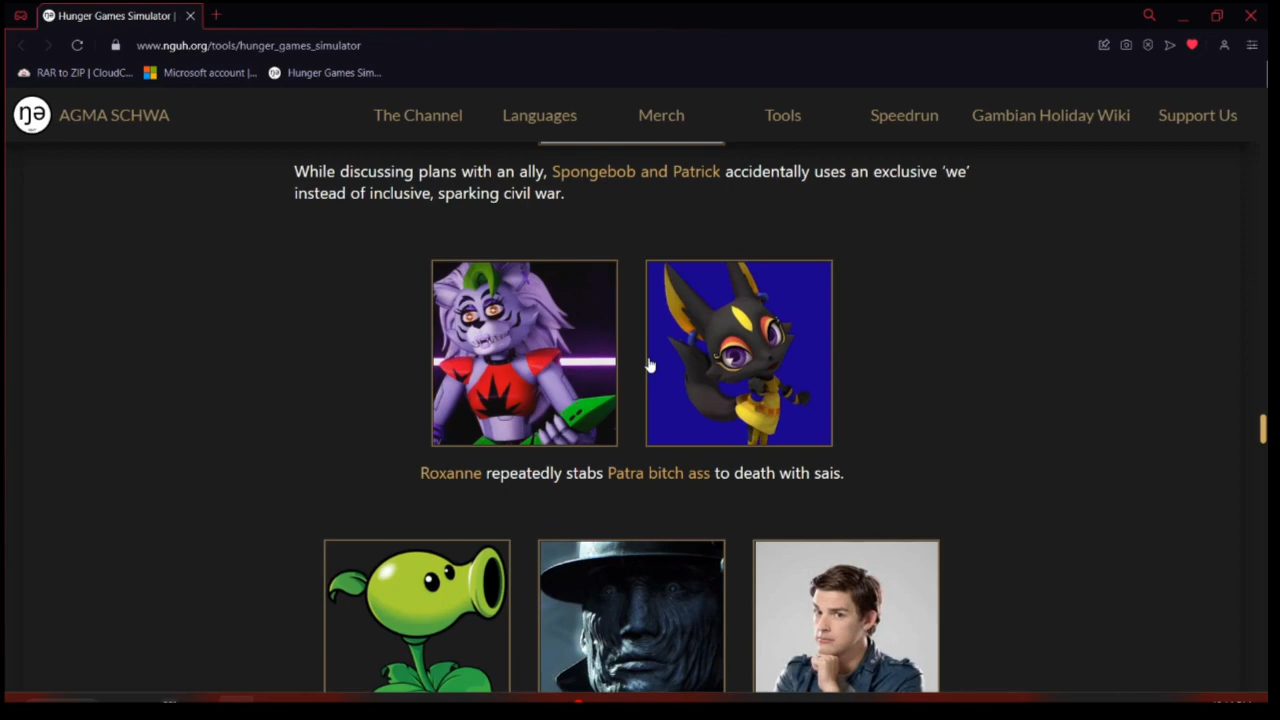 Hunger Games Simulator |
www.nguh.org/tools/hunger_games_simulator
RAR to ZIP | CloudC...
Microsoft account |...
Hunger Games Sim...
ŋə
AGMA SCHWA
The Channel
Languages
Merch
Tools
Speedrun
Gambian Holiday Wiki
Support Us
While discussing plans with an ally, Spongebob and Patrick accidentally uses an exclusive ‘we’
instead of inclusive, sparking civil war.
Roxanne repeatedly stabs Patra bitch ass to death with sais.